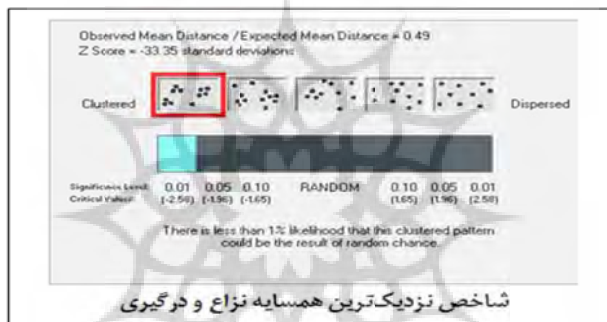 Observed Mean Distance / Expected Mean Distance = 0.49
Z Score = -33.35 standard deviations
Clustered
Dispersed
Significance Level: 0.01 0.05 0.10 RANDOM 0.10 0.05 0.01
Critical Values: (-2.58) (-1.96) (-1.65) (1.65) (1.96) (2.58)
There is less than 1% likelihood that this clustered pattern
could be the result of random chance.
شاخص نزدیک‌ترین همسایه نزاع و درگیری